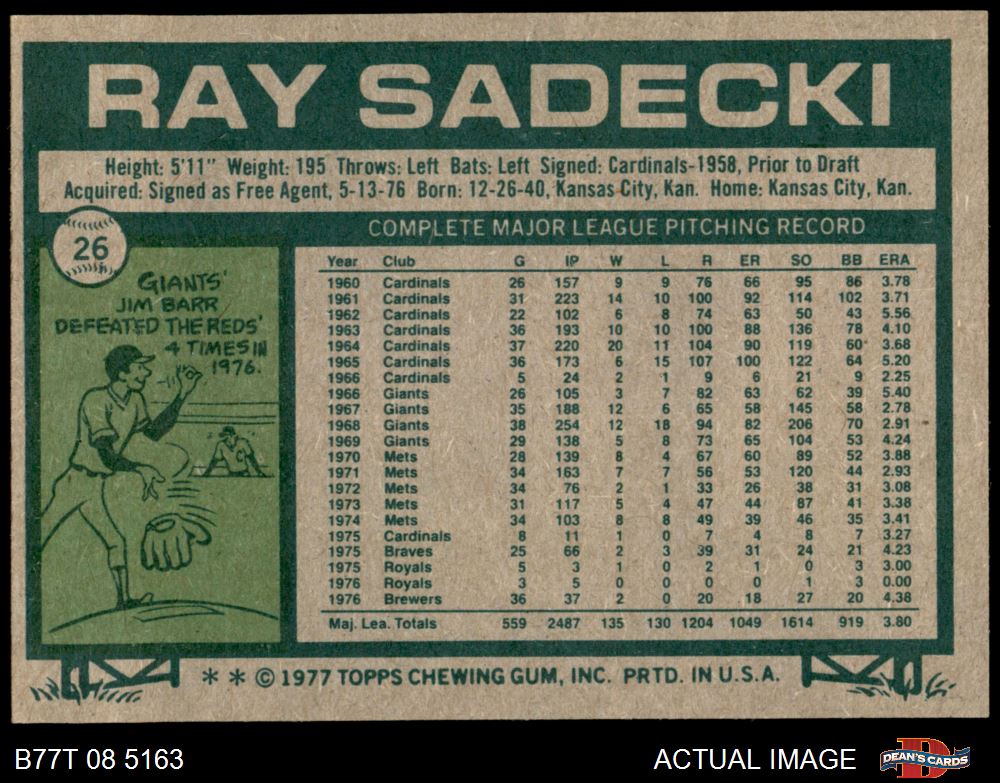 RAY SADECKI
Height: 5'11" Weight: 195 Throws: Left Bats: Left Signed: Cardinals-1958, Prior to Draft
Acquired: Signed as Free Agent, 5-13-76 Born: 12-26-40, Kansas City, Kan. Home: Kansas City, Kan.
26
GIANTS'
JIM BARR
DEFEATED THE REDS'
4 TIMES IN
1976.
COMPLETE MAJOR LEAGUE PITCHING RECORD
Year Club G IP W L R ER SO BB ERA
1960 Cardinals 26 157 9 9 76 66 95 86 3.78
1961 Cardinals 31 223 14 10 100 92 114 102 3.71
1962 Cardinals 22 102 6 8 74 63 50 43 5.56
1963 Cardinals 36 193 10 10 100 88 136 78 4.10
1964 Cardinals 37 220 20 11 104 90 119 60 3.68
1965 Cardinals 36 173 6 15 107 100 122 64 5.20
1966 Cardinals 5 24 2 1 9 6 21 9 2.25
1966 Giants 26 105 3 7 82 63 62 39 5.40
1967 Giants 35 188 12 6 65 58 145 58 2.78
1968 Giants 38 254 12 18 94 82 206 70 2.91
1969 Giants 29 138 5 8 73 65 104 53 4.24
1970 Mets 28 139 8 4 67 60 89 52 3.88
1971 Mets 34 163 7 7 56 53 120 44 2.93
1972 Mets 34 76 2 1 33 26 38 31 3.08
1973 Mets 31 117 5 4 47 44 87 41 3.38
1974 Mets 34 103 8 8 49 39 46 35 3.41
1975 Cardinals 8 11 1 0 7 4 8 7 3.27
1975 Braves 25 66 2 3 39 31 24 21 4.23
1975 Royals 5 3 1 0 2 1 0 3 3.00
1976 Royals 3 5 0 0 0 0 1 3 0.00
1976 Brewers 36 37 2 0 20 18 27 20 4.38
Maj. Lea. Totals 559 2487 135 130 1204 1049 1614 919 3.80
* * © 1977 TOPPS CHEWING GUM, INC. PRTD. IN U.S.A.
B77T 08 5163
ACTUAL IMAGE
DEAN'S CARDS